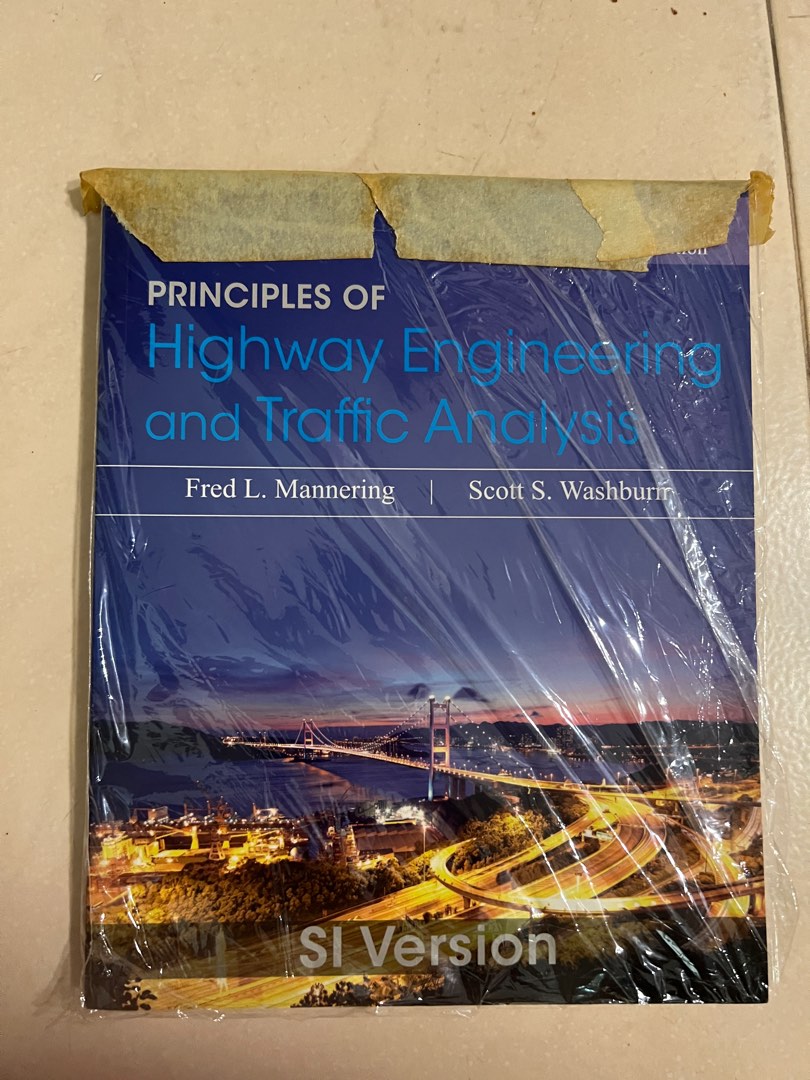 PRINCIPLES OF
Highway Engineering
and Traffic Analysis
Fred L. Mannering | Scott S. Washburn
SI Version